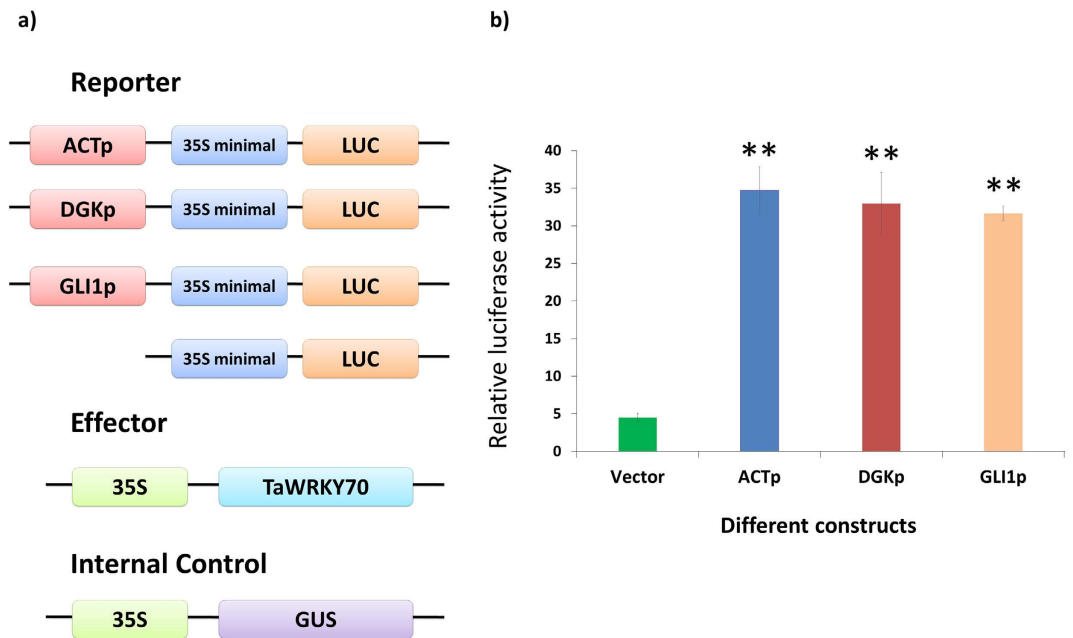 a)
Reporter
ACTp 35S minimal LUC
DGKp 35S minimal LUC
GLI1p 35S minimal LUC
35S minimal LUC
Effector
35S TaWRKY70
Internal Control
35S GUS
b)
Relative luciferase activity
40
35
30
25
20
15
10
5
0
** ** **
Vector ACTp DGKp GLI1p
Different constructs